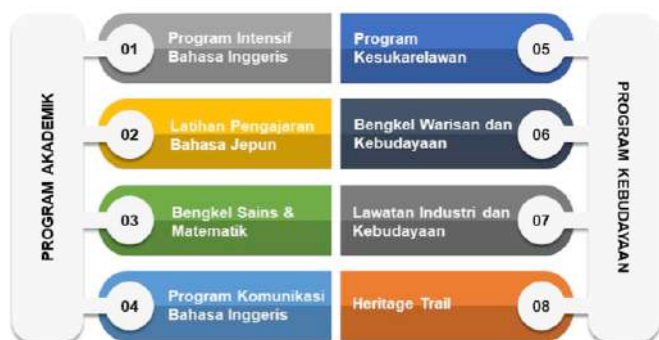 PROGRAM AKADEMIK
01
Program Intensif
Bahasa Inggeris
02
Latihan Pengajaran
Bahasa Jepun
03
Bengkel Sains &
Matematik
04
Program Komunikasi
Bahasa Inggeris
Program
Kesukarelawan
05
Bengkel Warisan dan
Kebudayaan
06
Lawatan Industri dan
Kebudayaan
07
Heritage Trail
08
PROGRAM KEBUDAYAAN